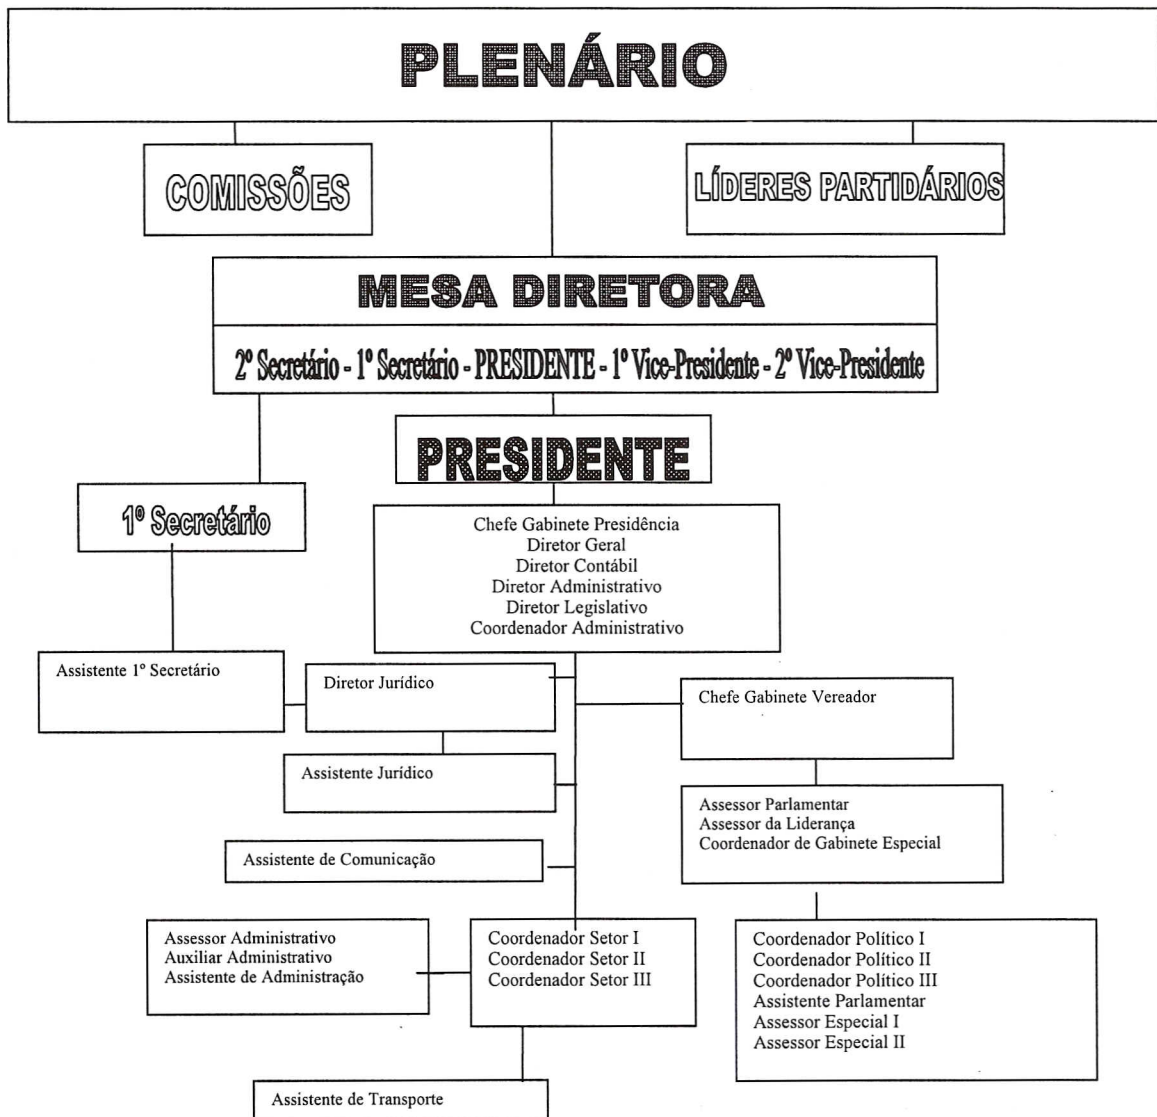 PLENÁRIO
COMISSÕES
LÍDERES PARTIDÁRIOS
MESA DIRETORA
2º Secretário - 1º Secretário - PRESIDENTE - 1º Vice-Presidente - 2º Vice-Presidente
PRESIDENTE
1º Secretário
Chefe Gabinete Presidência
Diretor Geral
Diretor Contábil
Diretor Administrativo
Diretor Legislativo
Coordenador Administrativo
Assistente 1º Secretário
Diretor Jurídico
Chefe Gabinete Vereador
Assistente Jurídico
Assessor Parlamentar
Assessor da Liderança
Coordenador de Gabinete Especial
Assistente de Comunicação
Assessor Administrativo
Auxiliar Administrativo
Assistente de Administração
Coordenador Setor I
Coordenador Setor II
Coordenador Setor III
Coordenador Político I
Coordenador Político II
Coordenador Político III
Assistente Parlamentar
Assessor Especial I
Assessor Especial II
Assistente de Transporte